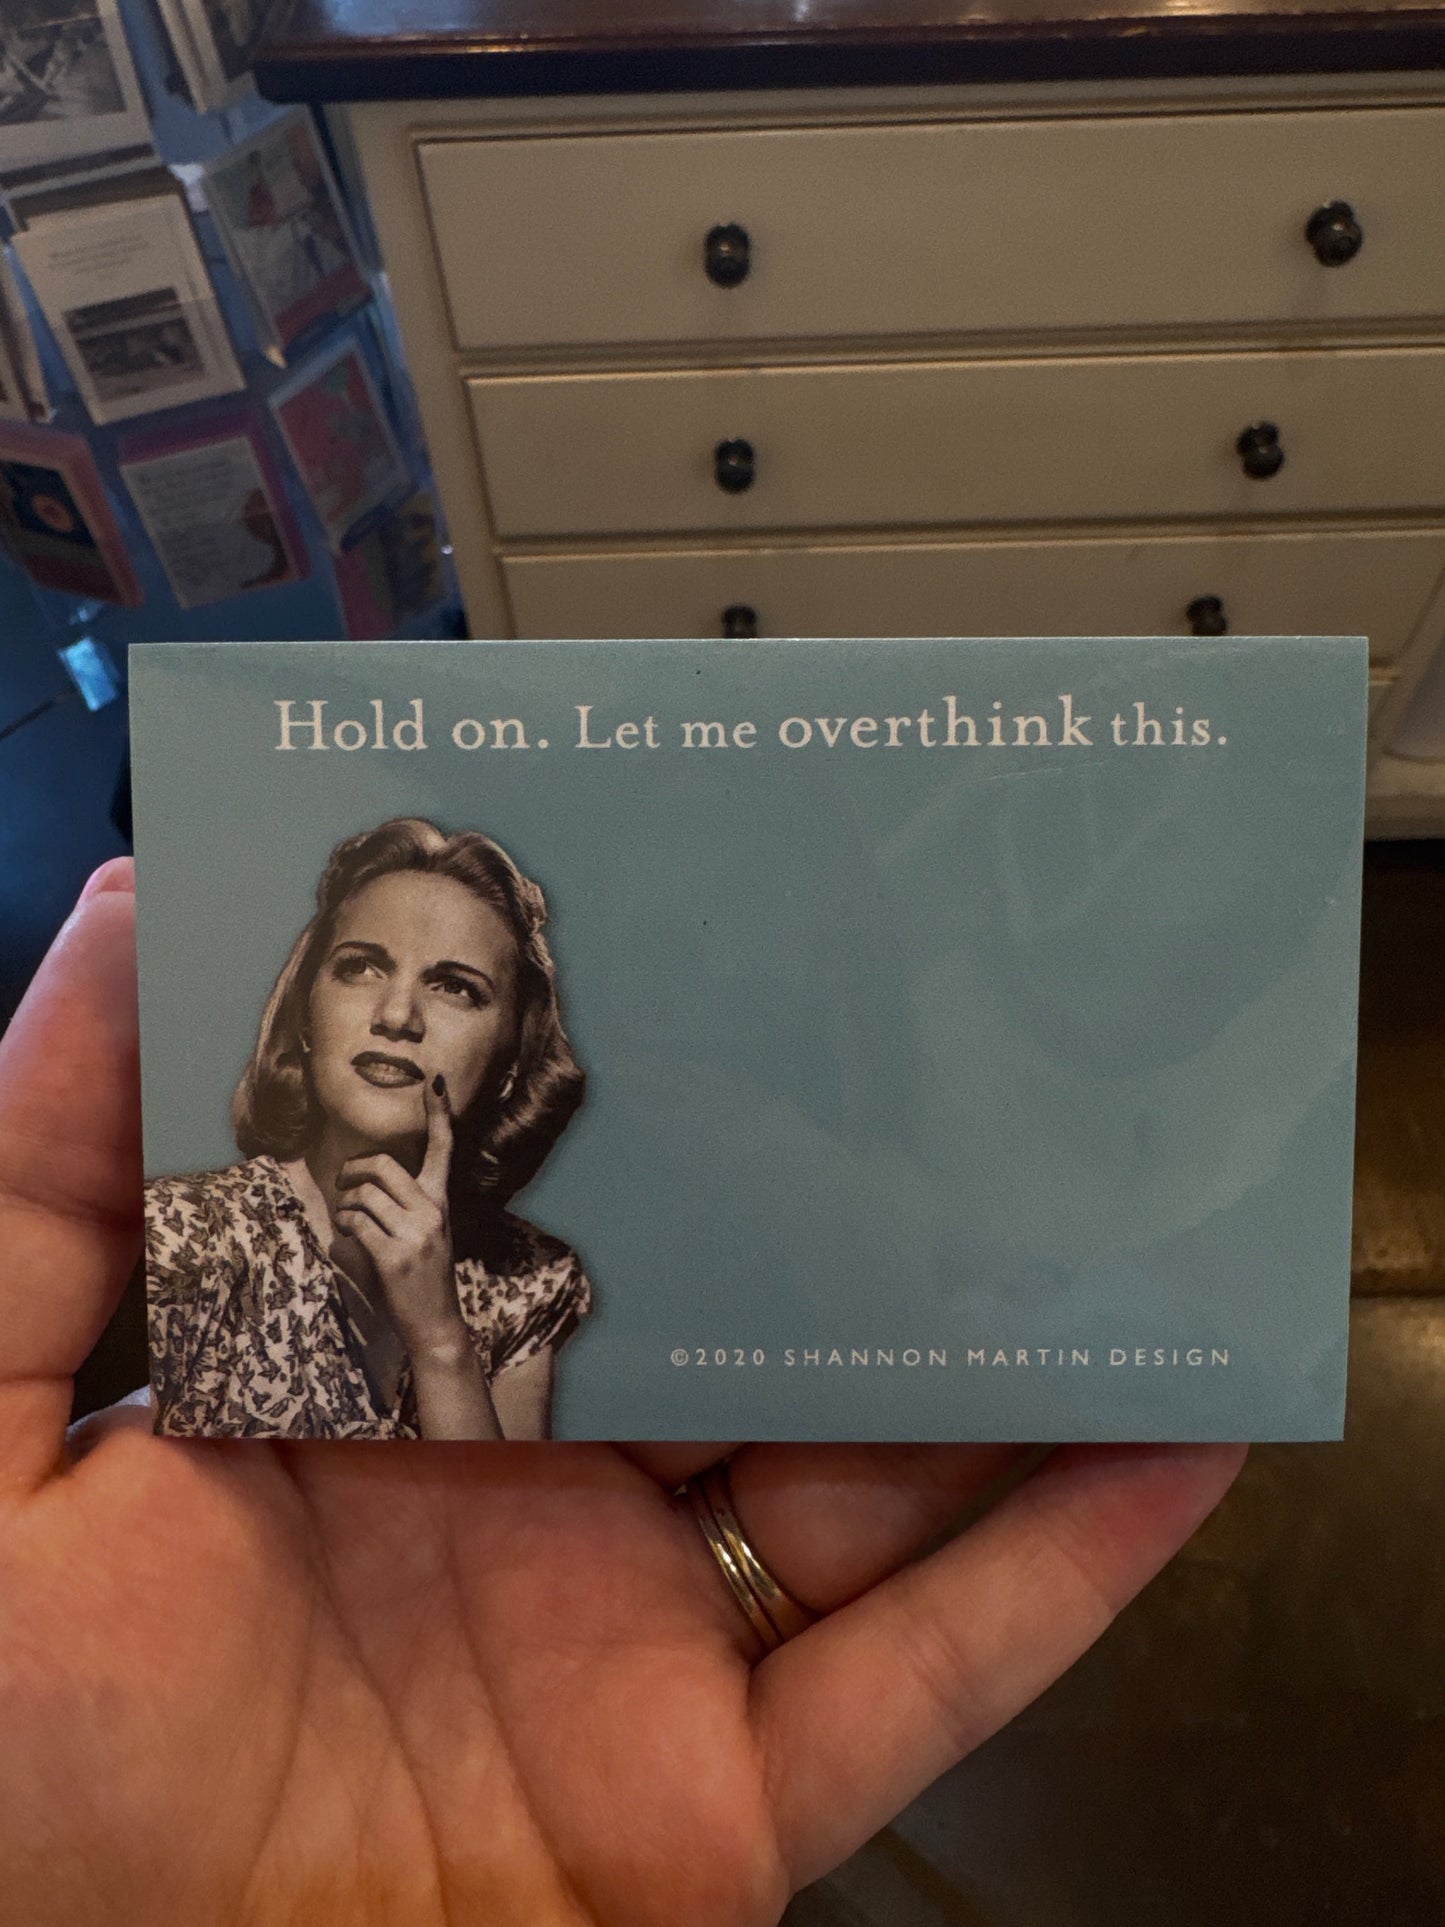 Hold on. Let me overthink this.
©2020 SHANNON MARTIN DESIGN